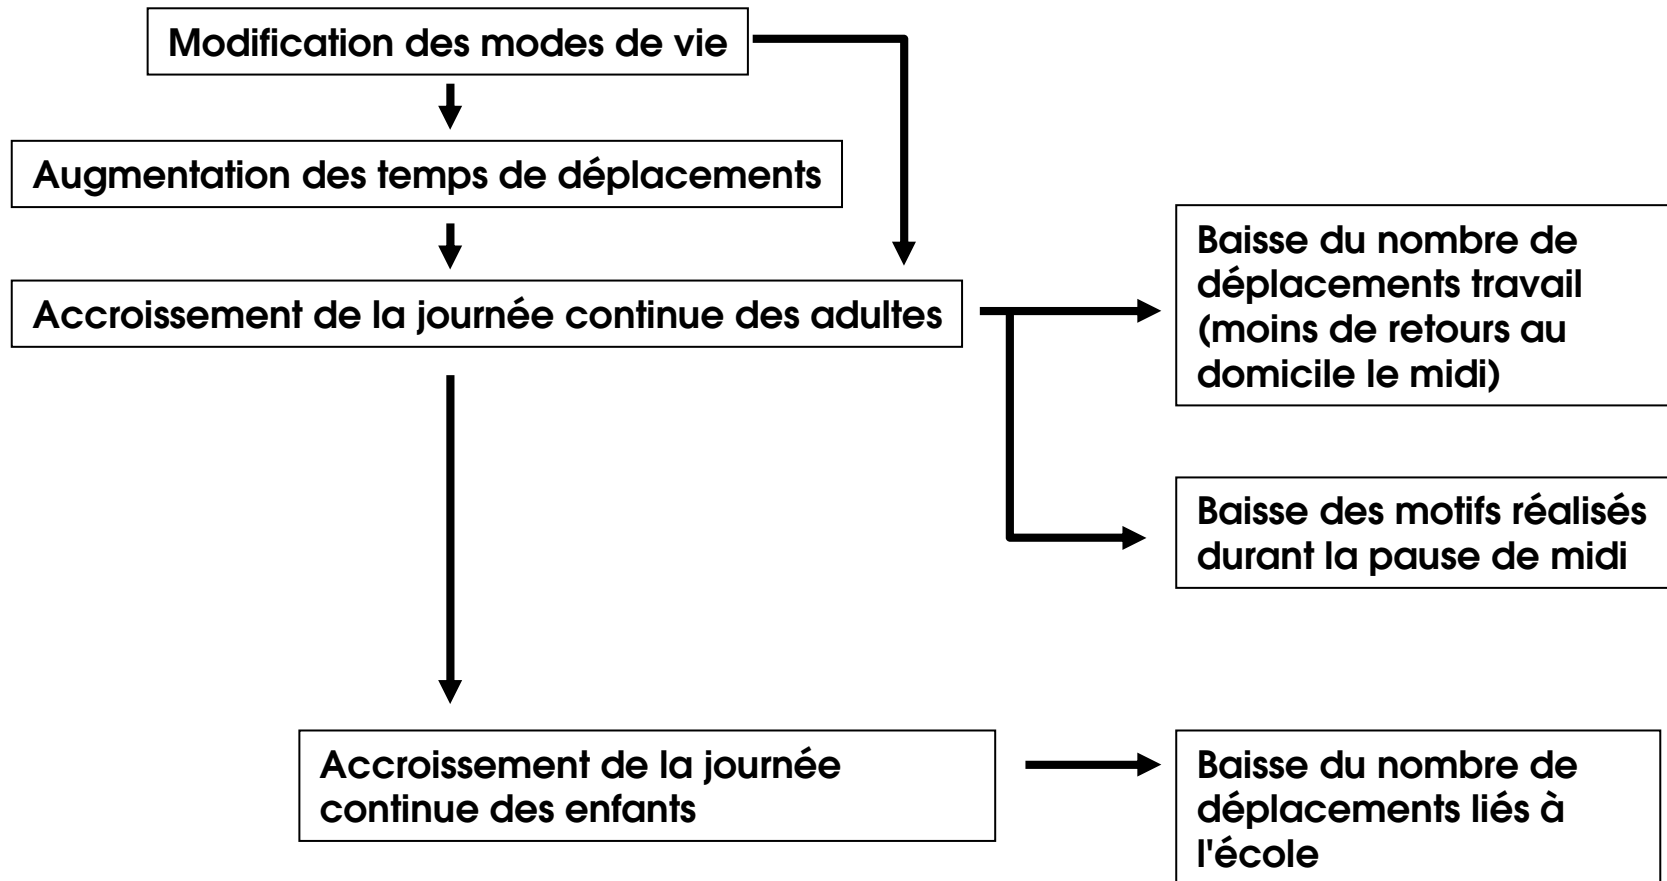 Modification des modes de vie
Augmentation des temps de déplacements
Accroissement de la journée continue des adultes
Baisse du nombre de
déplacements travail
(moins de retours au
domicile le midi)
Baisse des motifs réalisés
durant la pause de midi
Accroissement de la journée
continue des enfants
Baisse du nombre de
déplacements liés à
l'école